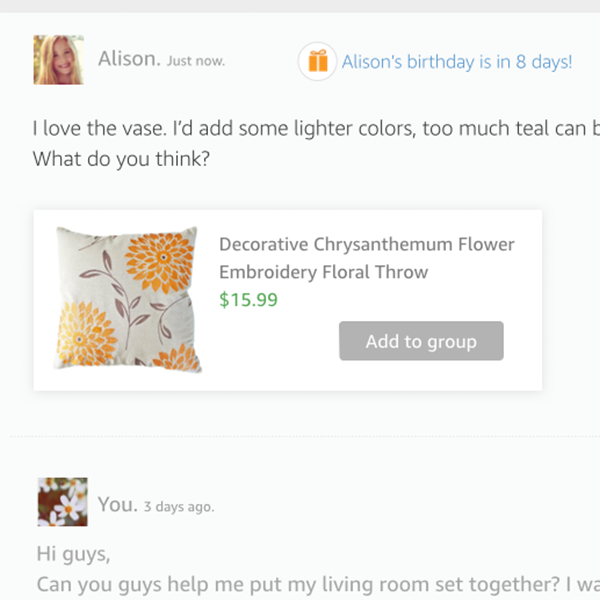 Alison. Just now.
Alison's birthday is in 8 days!
I love the vase. I'd add some lighter colors, too much teal can
What do you think?
Decorative Chrysanthemum Flower
Embroidery Floral Throw
$15.99
Add to group
You. 3 days ago.
Hi guys,
Can you guys help me put my living room set together? I